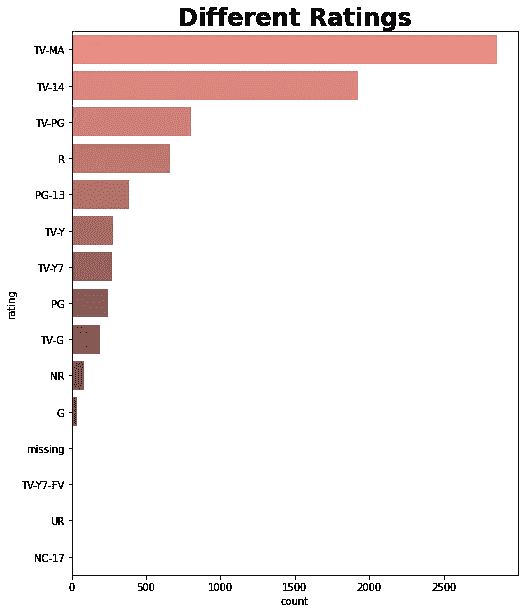 Different Ratings
TV-MA
TV-14
TV-PG
R
PG-13
TV-Y
TV-Y7
PG
TV-G
NR
G
missing
TV-Y7-FV
UR
NC-17
rating
0 500 1000 1500 2000 2500
count